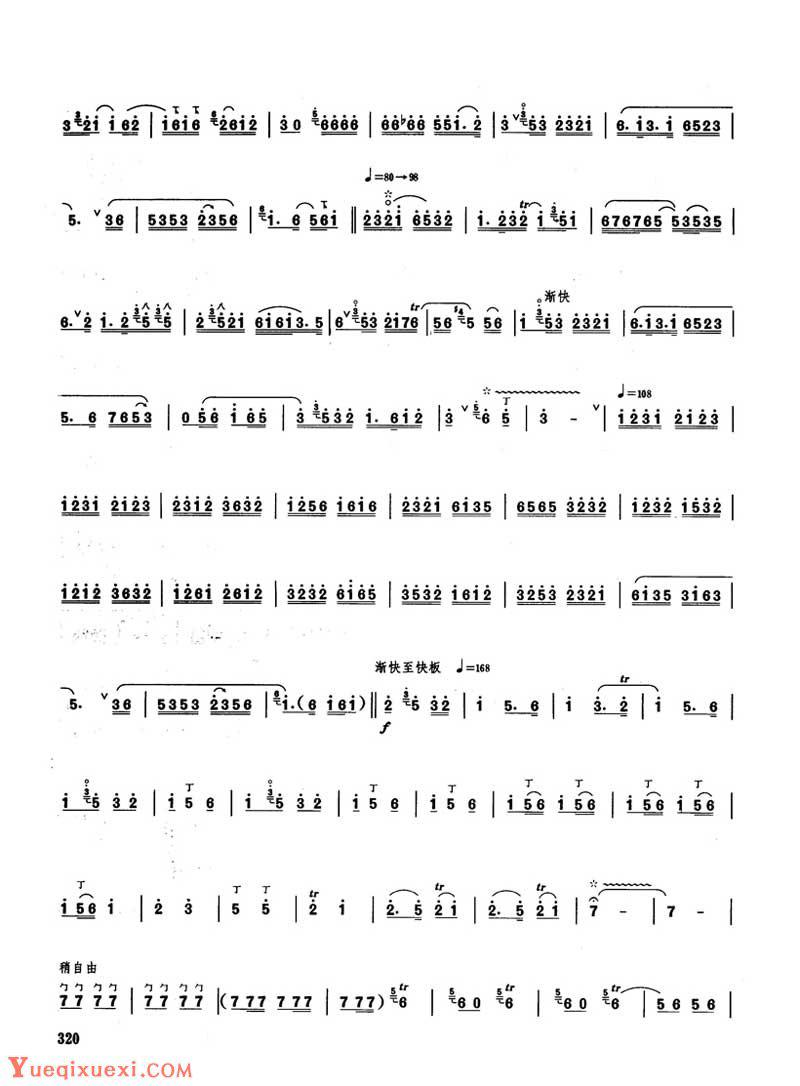 3 3 2 i i 6 2 | i 6 i 6 2 6 1 2 | 3 0 6 6 6 6 | 6 6 ♭6 6 5 5 i . 2 | 3 ∨ 5 3 2 3 2 i | 6 . i 3 . i 6 5 2 3 |
♩=80→98
5 . ∨ 3 6 | 5 3 5 3 2 3 5 6 | i . 6 5 6 i ‖ 2 3 2 i 6 5 3 2 | i . 2 3 2 tr i 5 i | 6 7 6 7 6 5 5 3 5 3 5 |
渐快
6 . ∨ 2 i . 2 5 5 | 2 5 2 i 6 i 6 i 3 . 5 | 6 ∨ 5 3 2 i 7 6 tr | 5 6 5 5 6 | i 5 3 2 3 2 i | 6 . i 3 . i 6 5 2 3 |
♩=108
5 . 6 7 6 5 3 | 0 5 6 i 6 5 | 3 5 3 2 i . 6 i 2 | 3 ∨ 6 5 | 3 - ∨ | i 2 3 i 2 i 2 3 |
i 2 3 i 2 i 2 3 | 2 3 i 2 3 6 3 2 | i 2 5 6 i 6 i 6 | 2 3 2 i 6 i 3 5 | 6 5 6 5 3 2 3 2 | i 2 3 2 i 5 3 2 |
i 2 i 2 3 6 3 2 | i 2 6 i 2 6 i 2 | 3 2 3 2 6 i 6 5 | 3 5 3 2 i 6 i 2 | 3 2 5 3 2 3 2 i | 6 i 3 5 3 i 6 3 |
渐快至快板 ♩=168
5 . ∨ 3 6 | 5 3 5 3 2 3 5 6 | i . ( 6 i 6 i ) ‖ 2 5 3 2 | i 5 . 6 | i 3 . 2 tr | i 5 . 6 |
f
i 5 3 2 | i 5 6 | i 5 3 2 | i 5 6 | i 5 6 | i 5 6 i 5 6 | i 5 6 i 5 6 |
i 5 6 i | 2 3 | 5 5 | tr 2 i | 2 . 5 tr 2 i | 2 . 5 tr 2 i | 7 - | 7 - |
稍自由
7 7 7 7 | 7 7 7 7 | ( 7 7 7 7 7 7 | 7 7 7 ) 6 tr | 6 0 6 tr | 6 0 6 tr | 5 6 5 6 |
320
Yueqixuexi.com